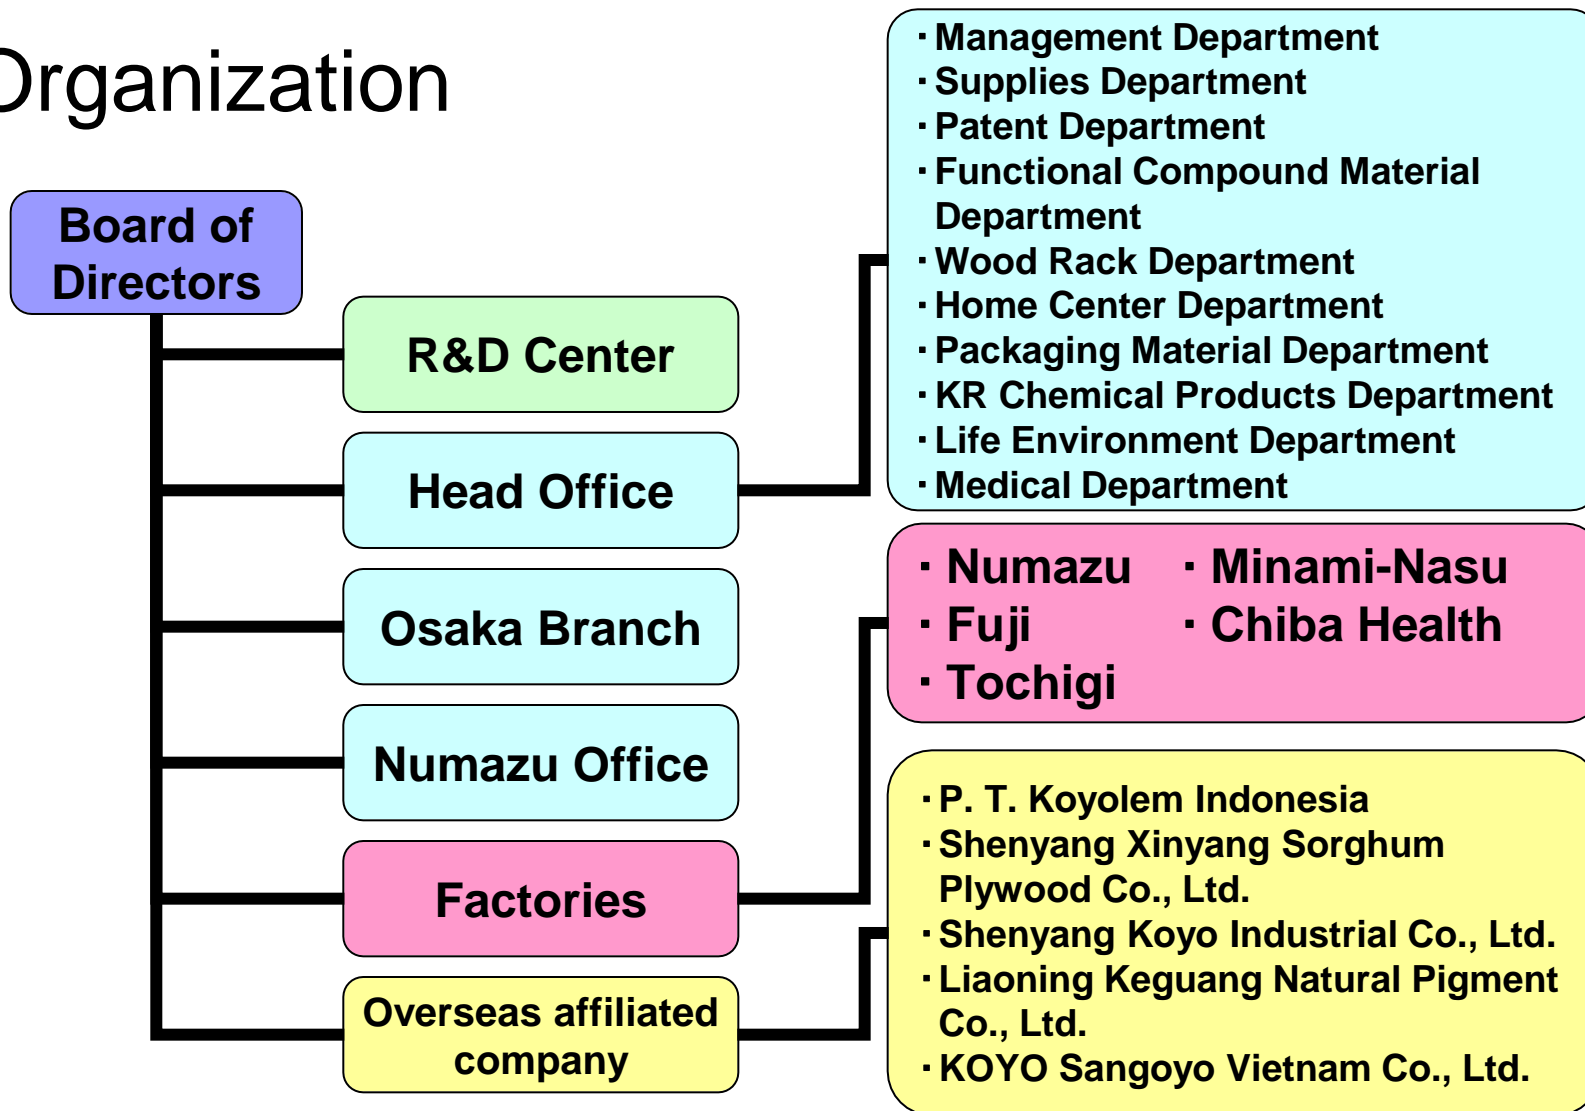 Organization
Board of
Directors
R&D Center
Head Office
Osaka Branch
Numazu Office
Factories
Overseas affiliated
company
・Management Department
・Supplies Department
・Patent Department
・Functional Compound Material
Department
・Wood Rack Department
・Home Center Department
・Packaging Material Department
・KR Chemical Products Department
・Life Environment Department
・Medical Department
・Numazu ・Minami-Nasu
・Fuji ・Chiba Health
・Tochigi
・P. T. Koyolem Indonesia
・Shenyang Xinyang Sorghum
Plywood Co., Ltd.
・Shenyang Koyo Industrial Co., Ltd.
・Liaoning Keguang Natural Pigment
Co., Ltd.
・KOYO Sangoyo Vietnam Co., Ltd.